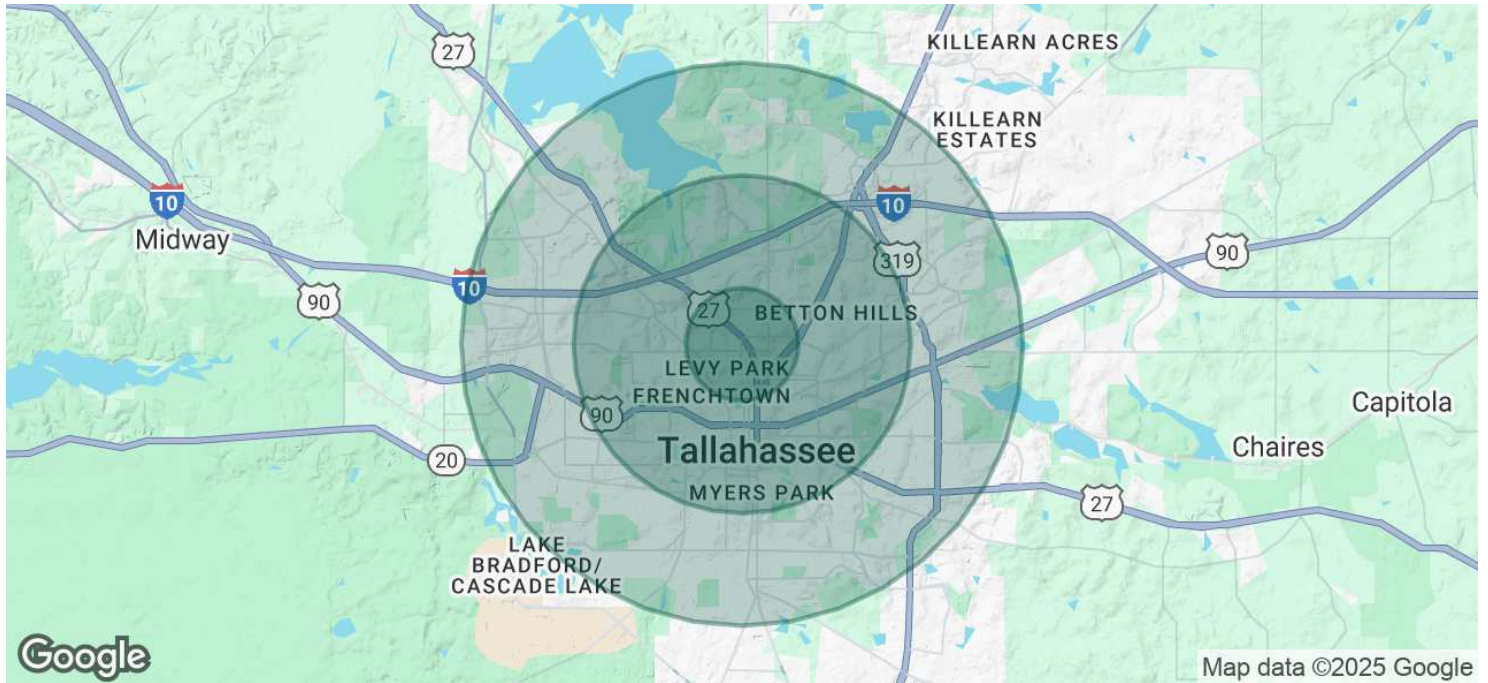 KILLEARN ACRES
27
KILLEARN
ESTATES
10
10
Midway
319
90
10
90
27
BETTON HILLS
LEVY PARK
FRENCHTOWN
90
Capitola
Tallahassee
Chaires
20
MYERS PARK
27
LAKE
BRADFORD/
CASCADE LAKE
Google
Map data ©2025 Google